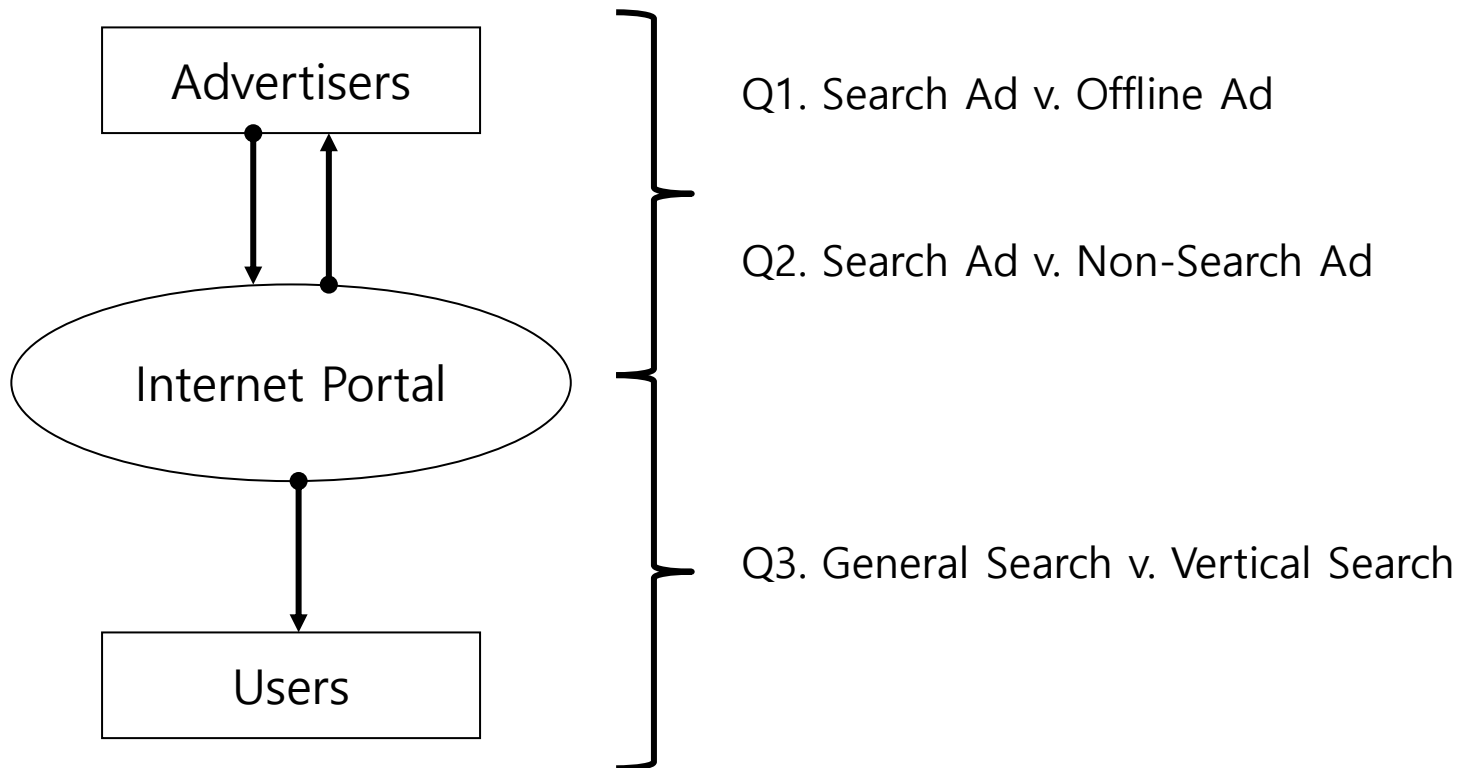 Advertisers
Q1. Search Ad v. Offline Ad
Q2. Search Ad v. Non-Search Ad
Internet Portal
Q3. General Search v. Vertical Search
Users